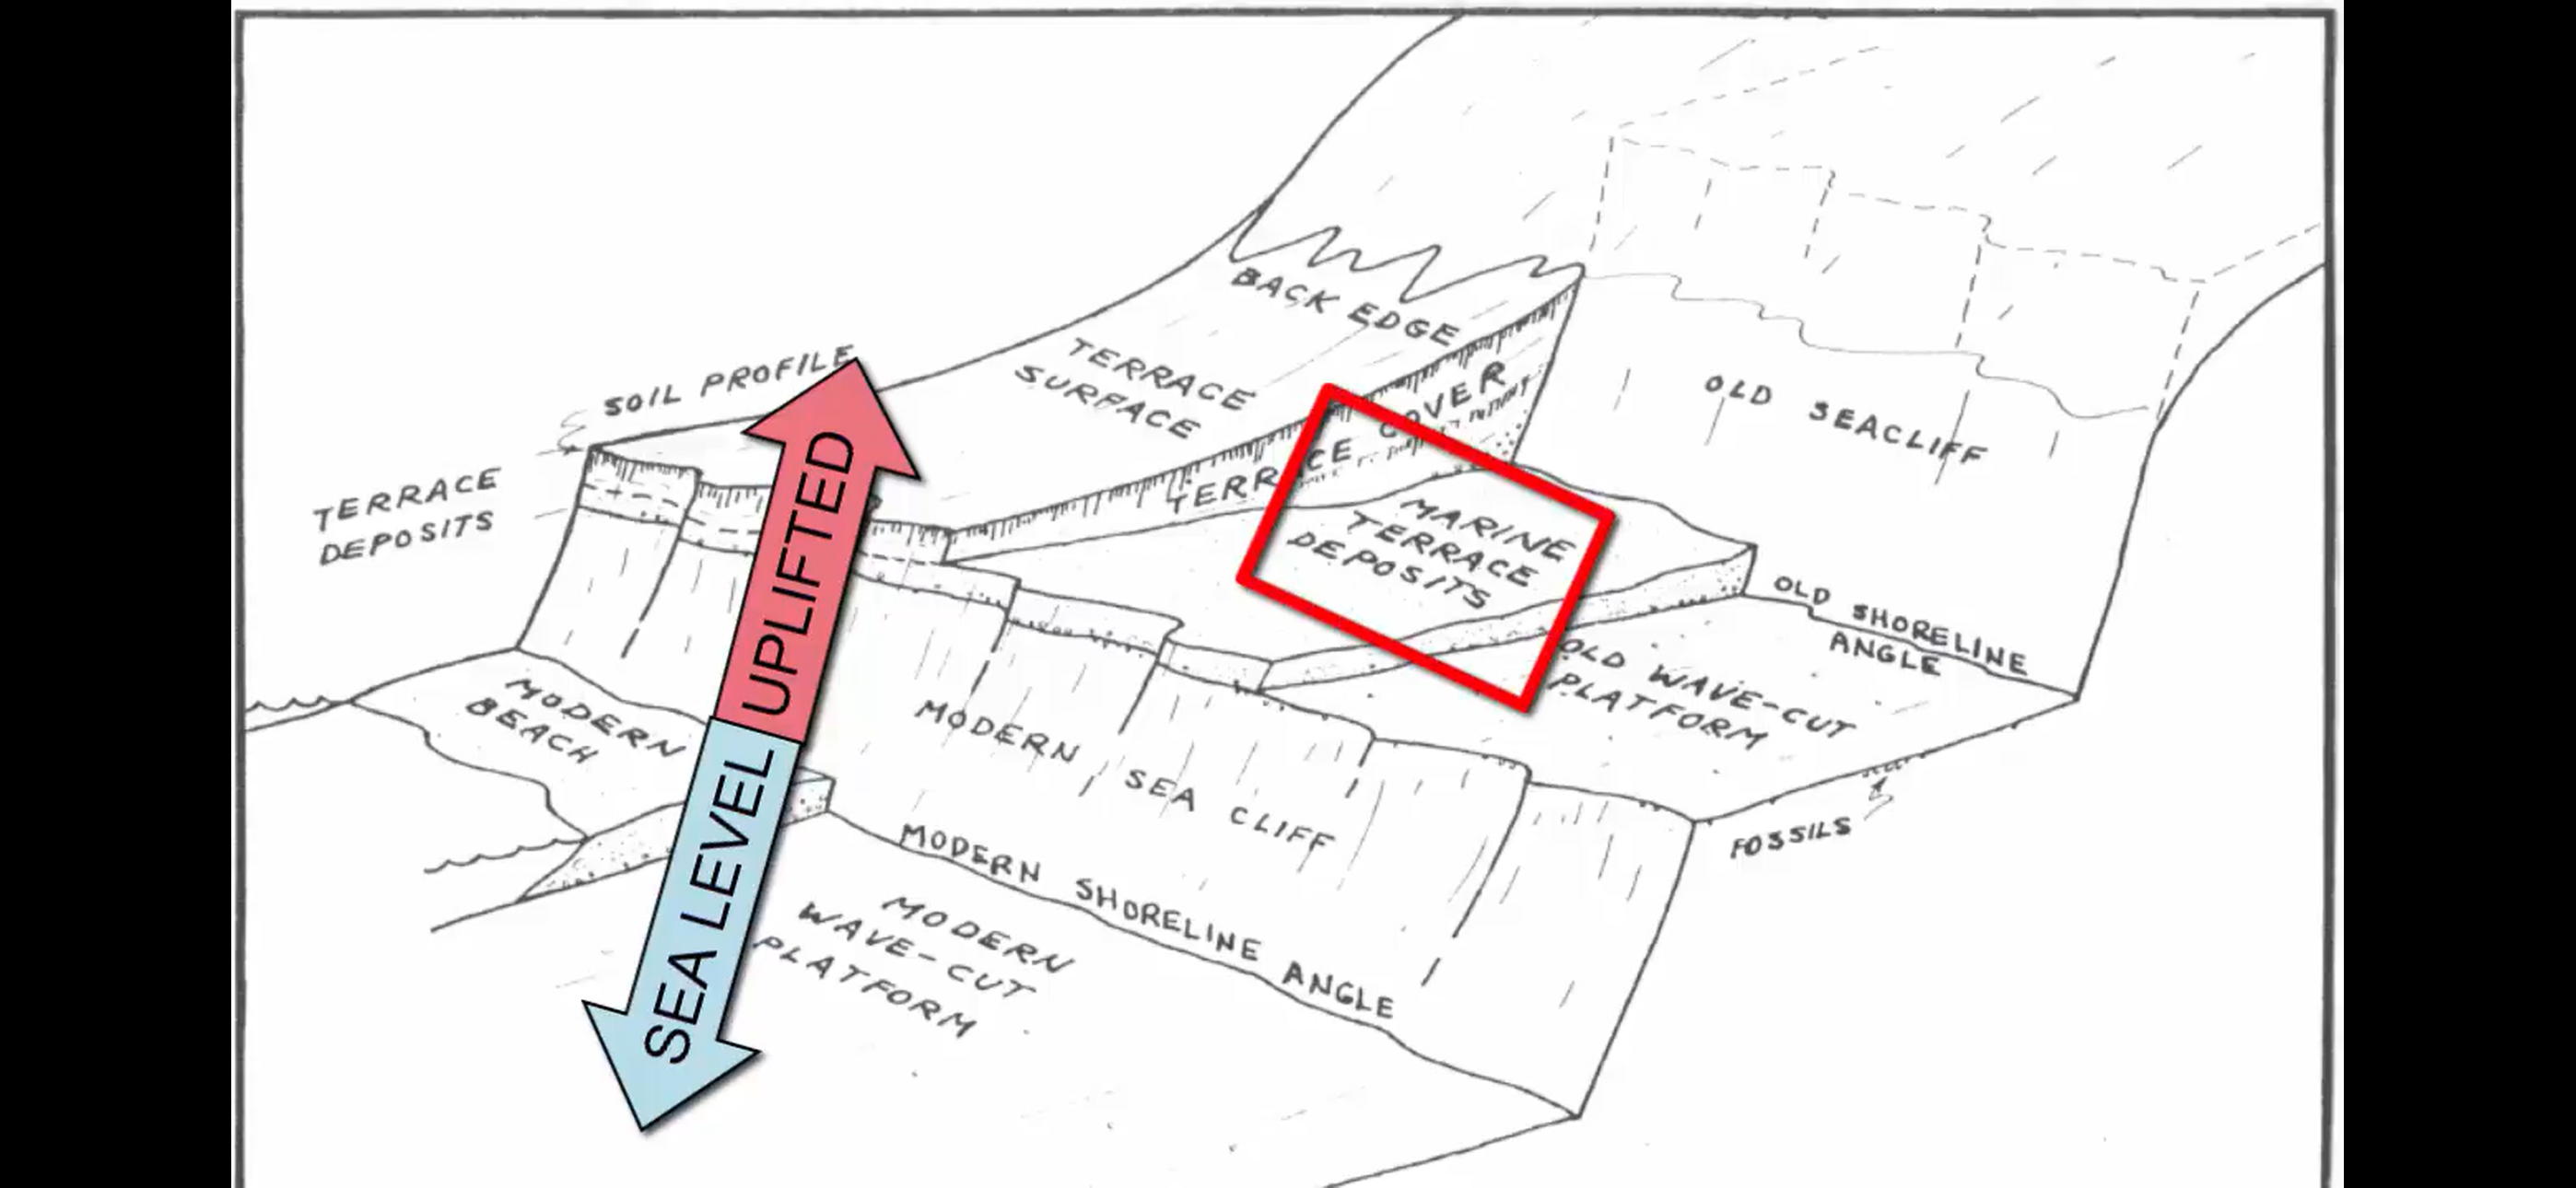 BACK EDGE
SOIL PROFILE
TERRACE
SURFACE
TERRACE COVER
OLD SEACLIFF
TERRACE
DEPOSITS
MARINE
TERRACE
DEPOSITS
UPLIFTED
OLD SHORELINE
ANGLE
OLD WAVE-CUT
PLATFORM
MODERN
BEACH
MODERN SEA CLIFF
FOSSILS
SEA LEVEL
MODERN SHORELINE ANGLE
MODERN
WAVE-CUT
PLATFORM